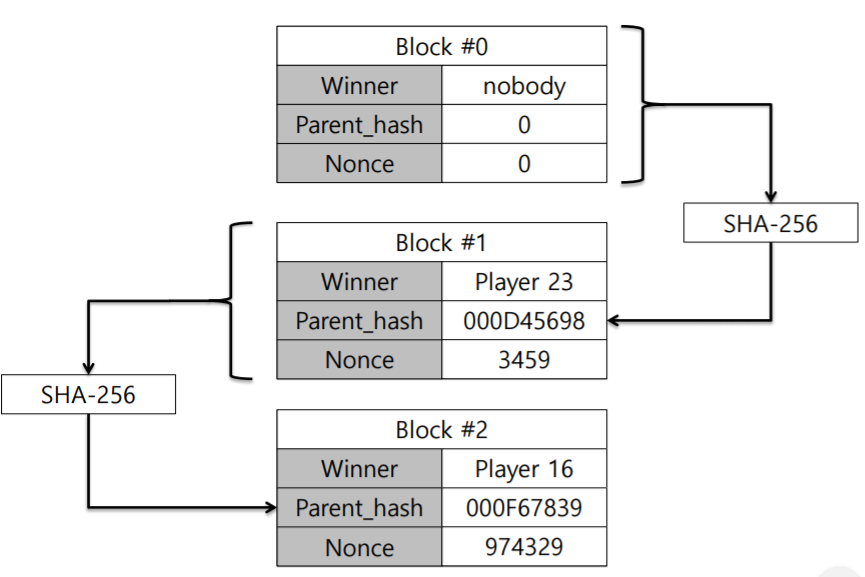 Block #0
Winner nobody
Parent_hash 0
Nonce 0
SHA-256
Block #1
Winner Player 23
Parent_hash 000D45698
Nonce 3459
SHA-256
Block #2
Winner Player 16
Parent_hash 000F67839
Nonce 974329